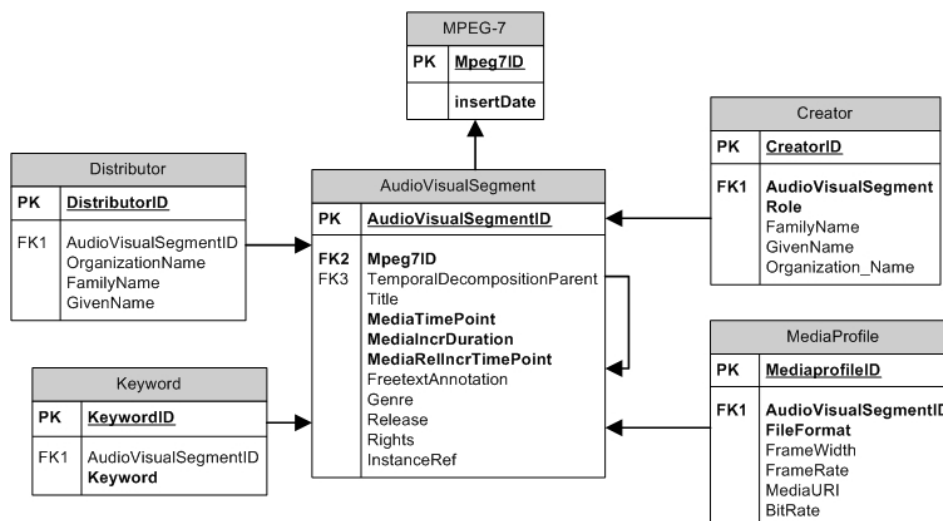 MPEG-7
PK Mpeg7ID
insertDate
Creator
PK CreatorID
FK1 AudioVisualSegment
Role
FamilyName
GivenName
Organization_Name
Distributor
PK DistributorID
FK1 AudioVisualSegmentID
OrganizationName
FamilyName
GivenName
AudioVisualSegment
PK AudioVisualSegmentID
FK2 Mpeg7ID
FK3 TemporalDecompositionParent
Title
MediaTimePoint
MediaIncrDuration
MediaRelIncrTimePoint
FreetextAnnotation
Genre
Release
Rights
InstanceRef
Keyword
PK KeywordID
FK1 AudioVisualSegmentID
Keyword
MediaProfile
PK MediaprofileID
FK1 AudioVisualSegmentID
FileFormat
FrameWidth
FrameRate
MediaURI
BitRate